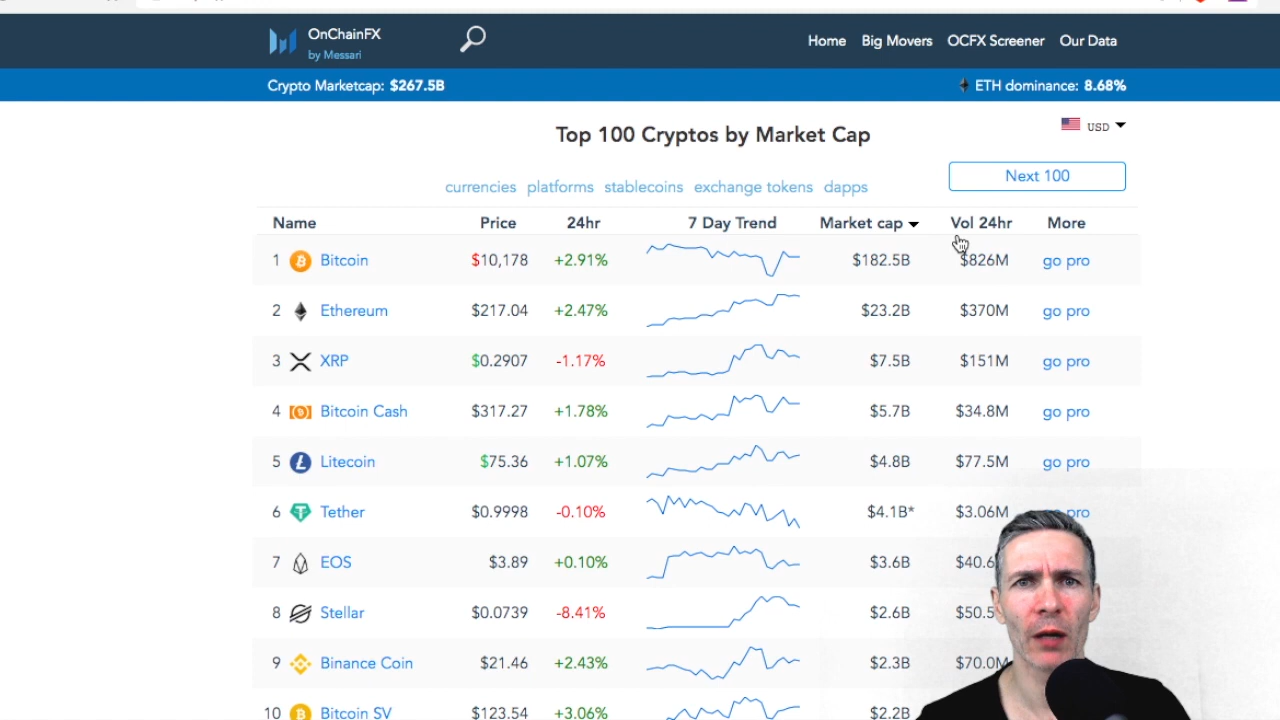 OnChainFX
by Messari
Home Big Movers OCFX Screener Our Data
Crypto Marketcap: $267.5B
ETH dominance: 8.68%
Top 100 Cryptos by Market Cap
USD
Next 100
currencies platforms stablecoins exchange tokens dapps
Name Price 24hr 7 Day Trend Market cap Vol 24hr More
1 Bitcoin $10,178 +2.91% $182.5B $826M go pro
2 Ethereum $217.04 +2.47% $23.2B $370M go pro
3 XRP $0.2907 -1.17% $7.5B $151M go pro
4 Bitcoin Cash $317.27 +1.78% $5.7B $34.8M go pro
5 Litecoin $75.36 +1.07% $4.8B $77.5M go pro
6 Tether $0.9998 -0.10% $4.1B* $3.06M pro
7 EOS $3.89 +0.10% $3.6B $40.6
8 Stellar $0.0739 -8.41% $2.6B $50.5
9 Binance Coin $21.46 +2.43% $2.3B $70.0M
10 Bitcoin SV $123.54 +3.06% $2.2B